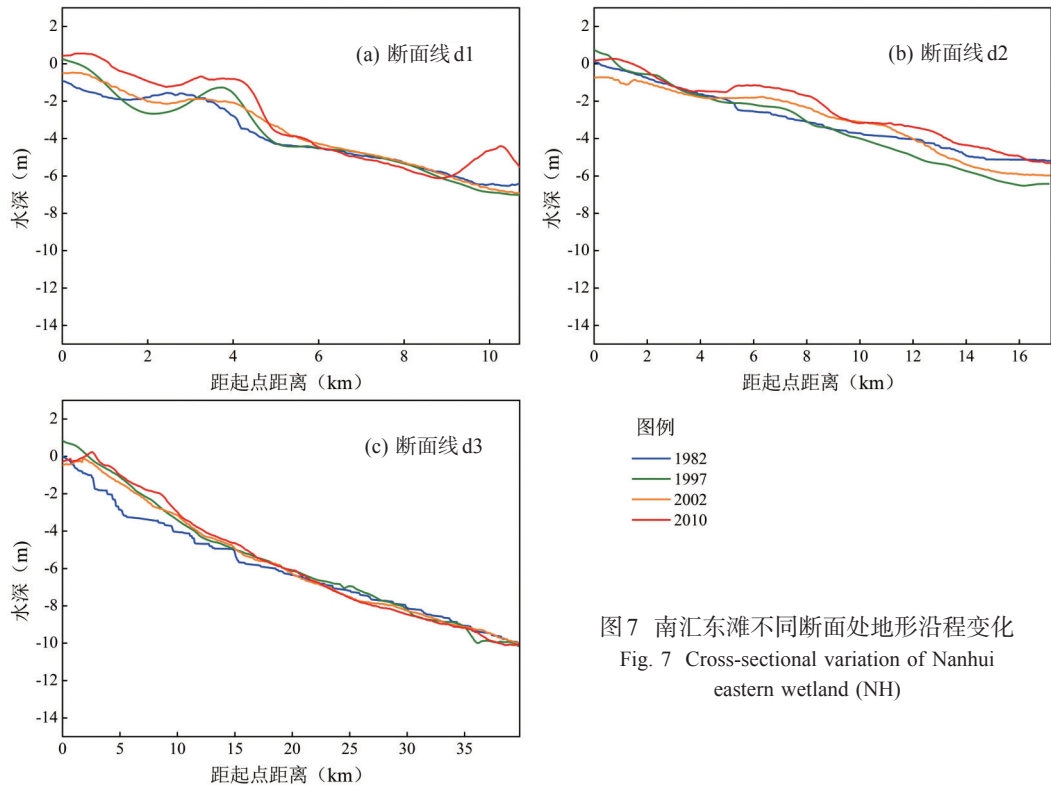 (a) 断面线 d1
2
0
-2
-4
-6
-8
-10
-12
-14
水深（m）
0 2 4 6 8 10
距起点距离（km）
(b) 断面线 d2
2
0
-2
-4
-6
-8
-10
-12
-14
水深（m）
0 2 4 6 8 10 12 14 16
距起点距离（km）
(c) 断面线 d3
2
0
-2
-4
-6
-8
-10
-12
-14
水深（m）
0 5 10 15 20 25 30 35
距起点距离（km）
图例
1982
1997
2002
2010
图7 南汇东滩不同断面处地形沿程变化
Fig. 7 Cross-sectional variation of Nanhui
eastern wetland (NH)